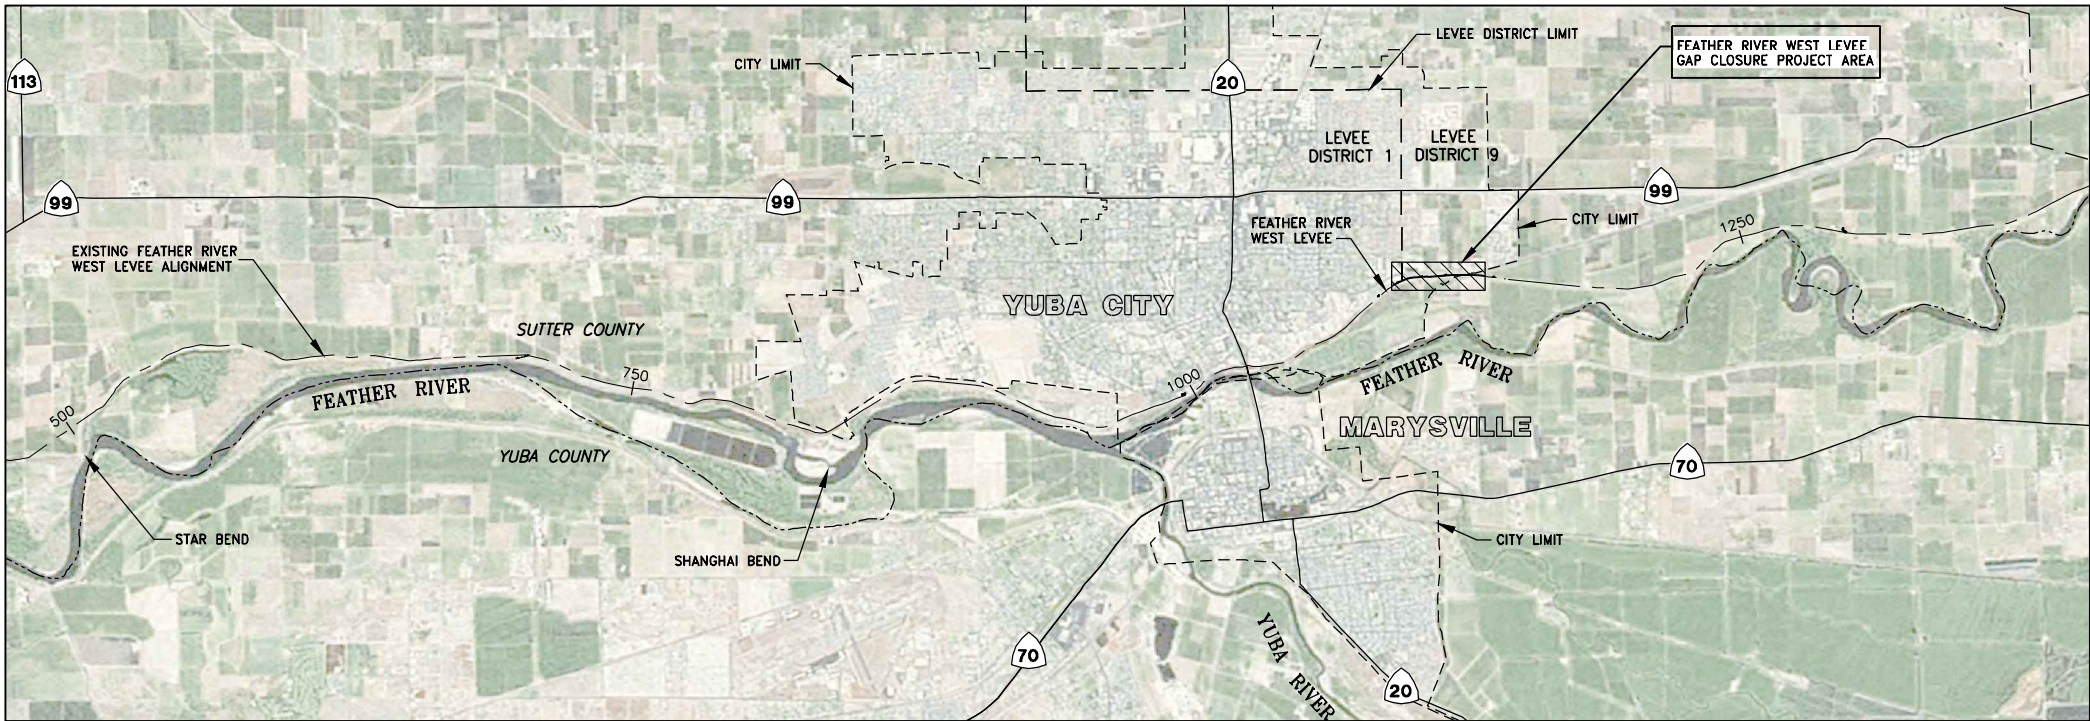 LEVEE DISTRICT LIMIT
FEATHER RIVER WEST LEVEE
GAP CLOSURE PROJECT AREA
CITY LIMIT
113
20
LEVEE
DISTRICT 1
LEVEE
DISTRICT 9
99
99
99
CITY LIMIT
FEATHER RIVER
WEST LEVEE
1250
EXISTING FEATHER RIVER
WEST LEVEE ALIGNMENT
YUBA CITY
SUTTER COUNTY
750
1000
FEATHER RIVER
FEATHER RIVER
500
MARYSVILLE
YUBA COUNTY
70
STAR BEND
SHANGHAI BEND
CITY LIMIT
YUBA RIVER
70
20